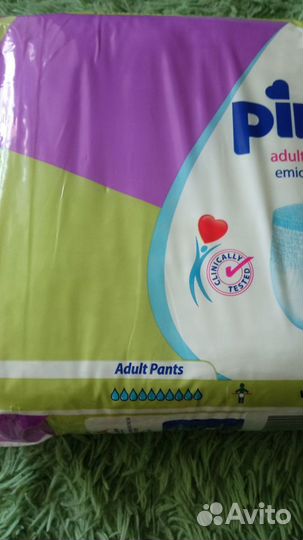 pi
adult
emic
CLINICALLY
TESTED
Adult Pants
Avito